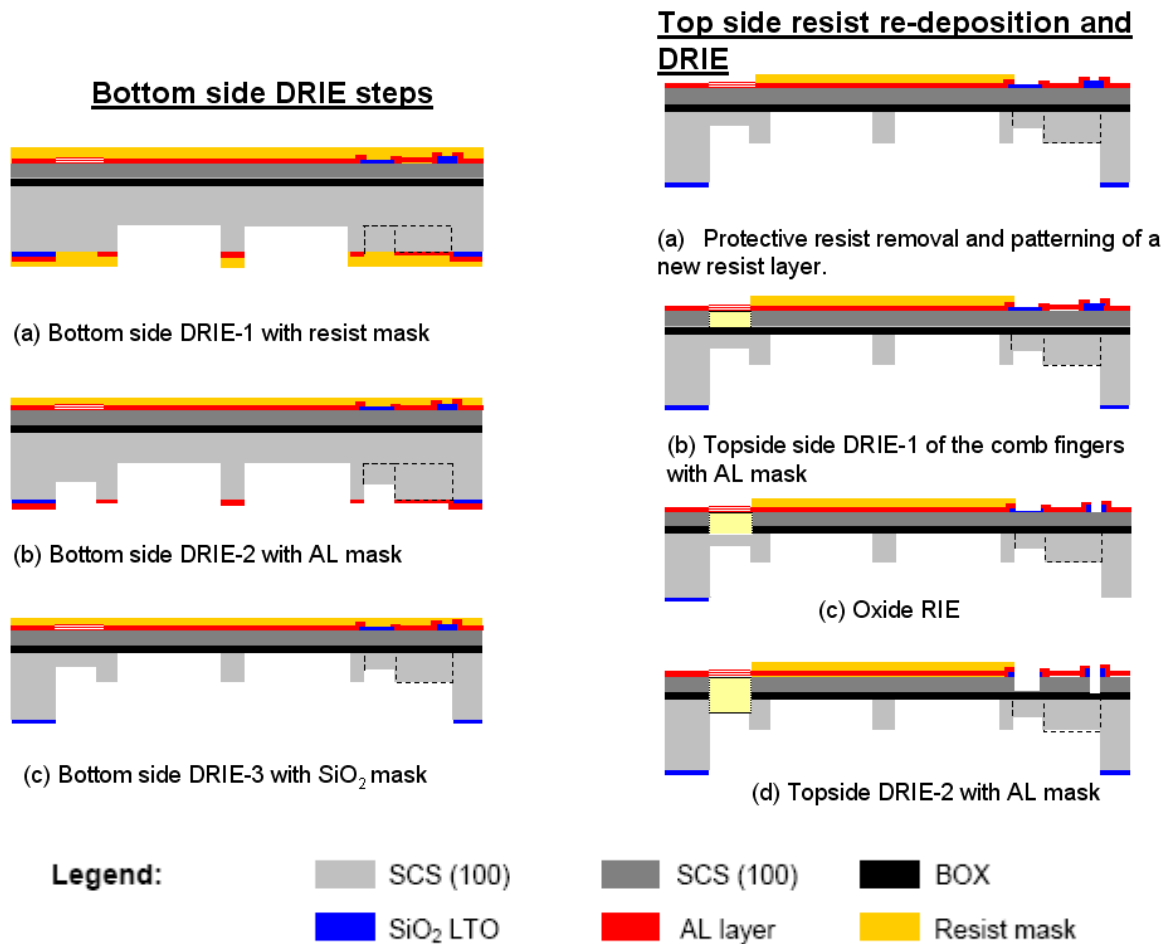 Bottom side DRIE steps
(a) Bottom side DRIE-1 with resist mask
(b) Bottom side DRIE-2 with AL mask
(c) Bottom side DRIE-3 with SiO₂ mask
Top side resist re-deposition and
DRIE
(a) Protective resist removal and patterning of a
new resist layer.
(b) Topside side DRIE-1 of the comb fingers
with AL mask
(c) Oxide RIE
(d) Topside DRIE-2 with AL mask
Legend:
SCS (100)
SCS (100)
BOX
SiO₂ LTO
AL layer
Resist mask